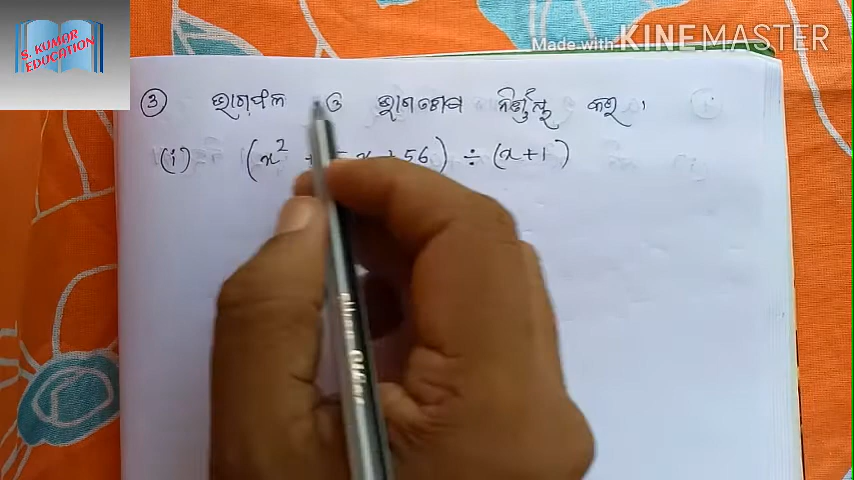 S. KUMAR
EDUCATION
Made with KINEMASTER
③ ଭାଗଫଳ ଓ ଭାଗଶେଷ ନିର୍ଣ୍ଣୟ କର ।
(i) (x² + x + 56) ÷ (x + 1)